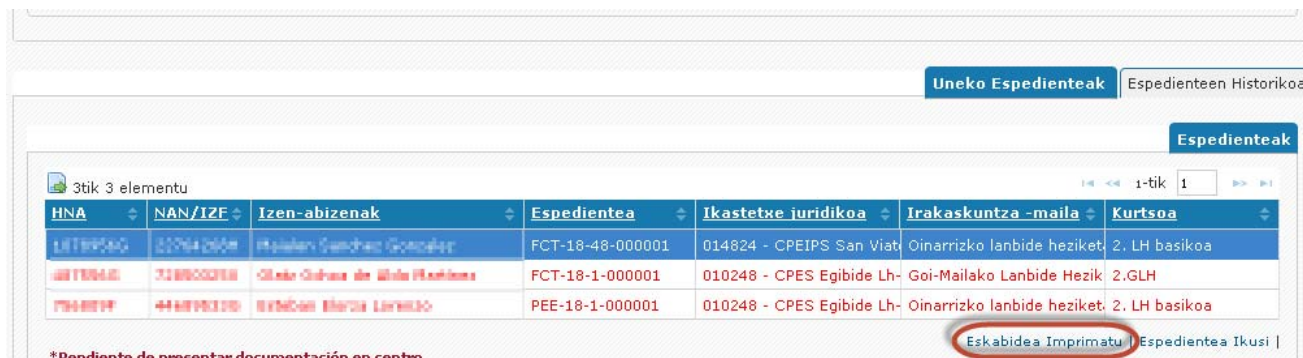 Uneko Espedienteak Espedienteen Historikoa
Espedienteak
3tik 3 elementu 1-tik 1
HNA NAN/IZF Izen-abizenak Espedientea Ikastetxe juridikoa Irakaskuntza -maila Kurtsoa
FCT-18-48-000001 014824 - CPEIPS San Viat Oinarrizko lanbide heziket 2. LH basikoa
FCT-18-1-000001 010248 - CPES Egibide Lh- Goi-Mailako Lanbide Hezik 2.GLH
PEE-18-1-000001 010248 - CPES Egibide Lh- Oinarrizko lanbide heziket 2. LH basikoa
Eskabidea Imprimatu | Espedientea Ikusi |
*Pendiente de presentar documentación en centro